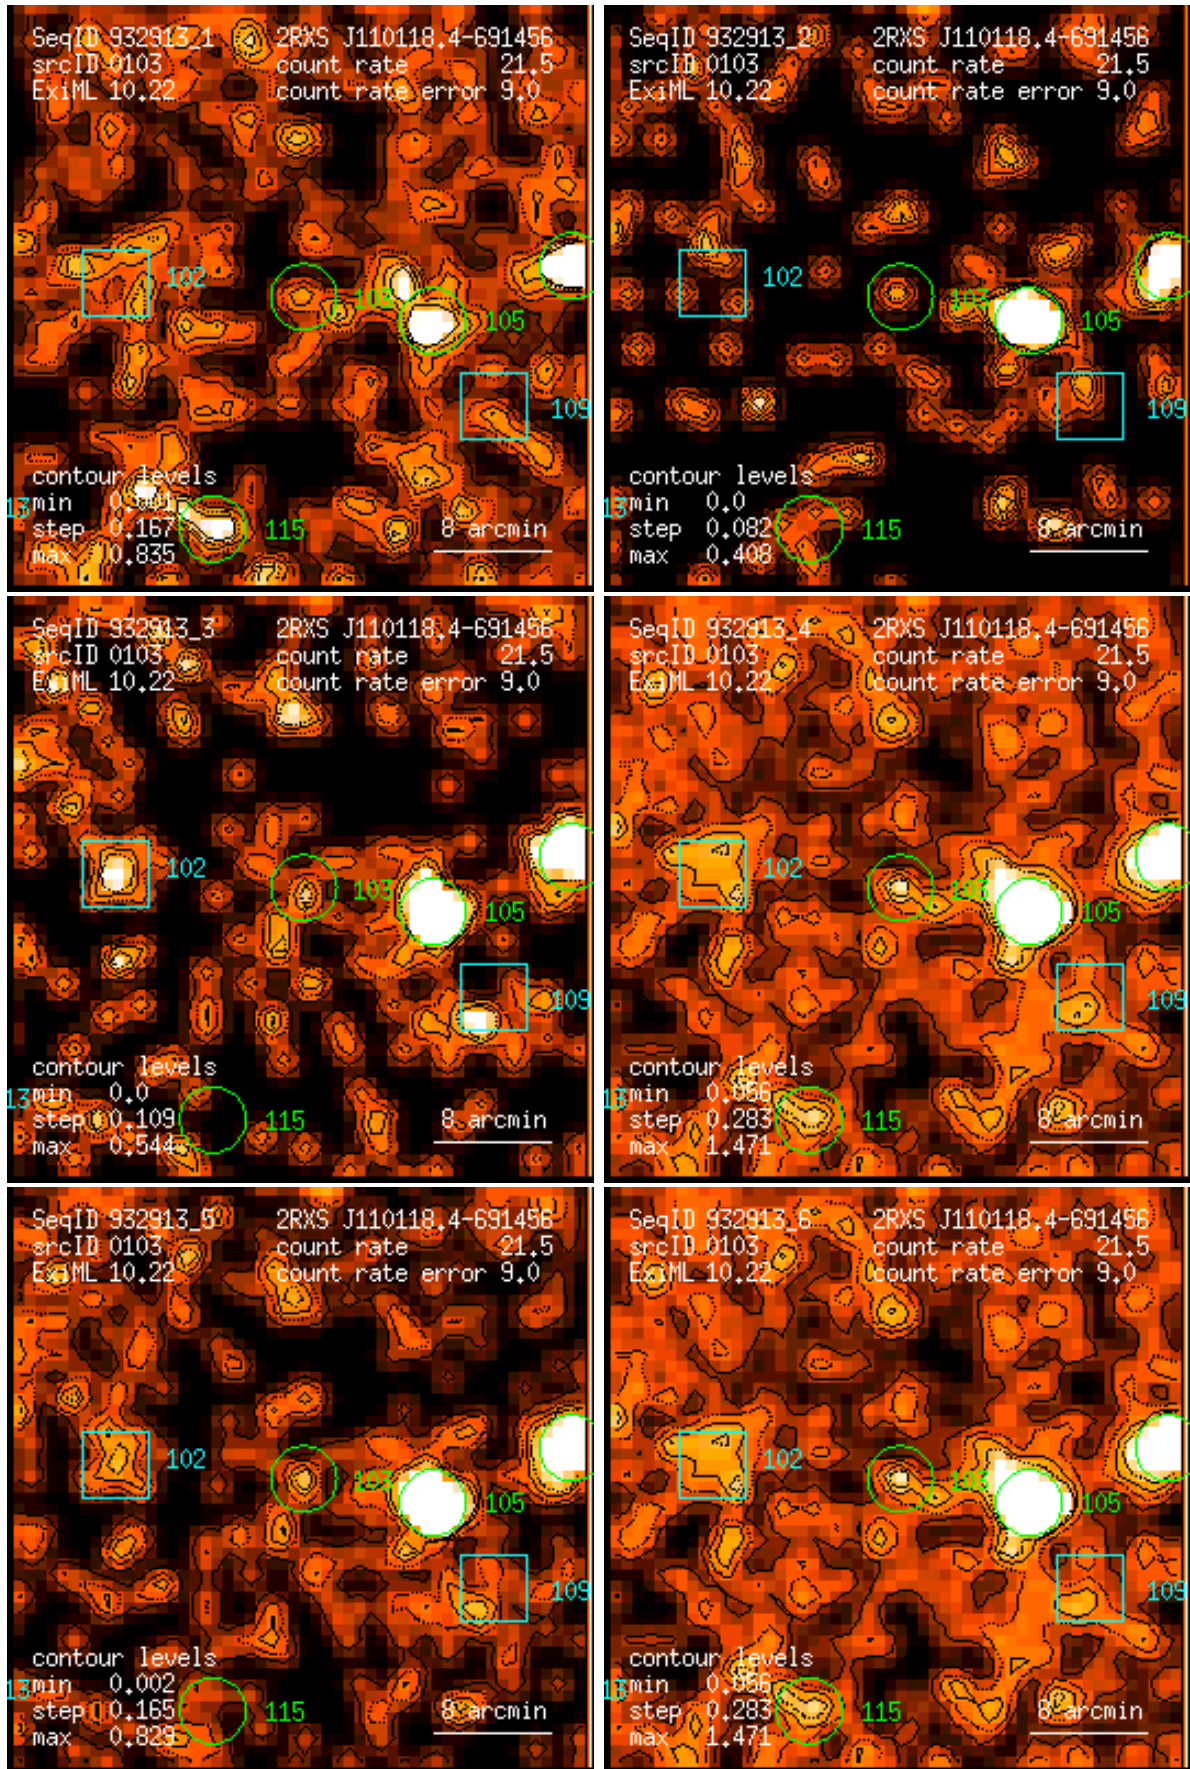 SeqID 932913_1 2RXS J110118.4-691456
srcID 0103 count rate 21.5
ExiML 10.22 count rate error 9.0
102
103
105
109
contour levels
min 0.001
13
step 0.167
115
8 arcmin
max 0.835
SeqID 932913_2 2RXS J110118.4-691456
srcID 0103 count rate 21.5
ExiML 10.22 count rate error 9.0
102
103
105
109
contour levels
min 0.0
13
step 0.082
115
8 arcmin
max 0.408
SeqID 932913_3 2RXS J110118.4-691456
srcID 0103 count rate 21.5
ExiML 10.22 count rate error 9.0
102
103
105
109
contour levels
min 0.0
13
step 0.109
115
8 arcmin
max 0.544
SeqID 932913_4 2RXS J110118.4-691456
srcID 0103 count rate 21.5
ExiML 10.22 count rate error 9.0
102
103
105
109
contour levels
min 0.056
13
step 0.283
115
8 arcmin
max 1.471
SeqID 932913_5 2RXS J110118.4-691456
srcID 0103 count rate 21.5
ExiML 10.22 count rate error 9.0
102
103
105
109
contour levels
min 0.002
13
step 0.165
115
8 arcmin
max 0.829
SeqID 932913_6 2RXS J110118.4-691456
srcID 0103 count rate 21.5
ExiML 10.22 count rate error 9.0
102
103
105
109
contour levels
min 0.056
13
step 0.283
115
8 arcmin
max 1.471